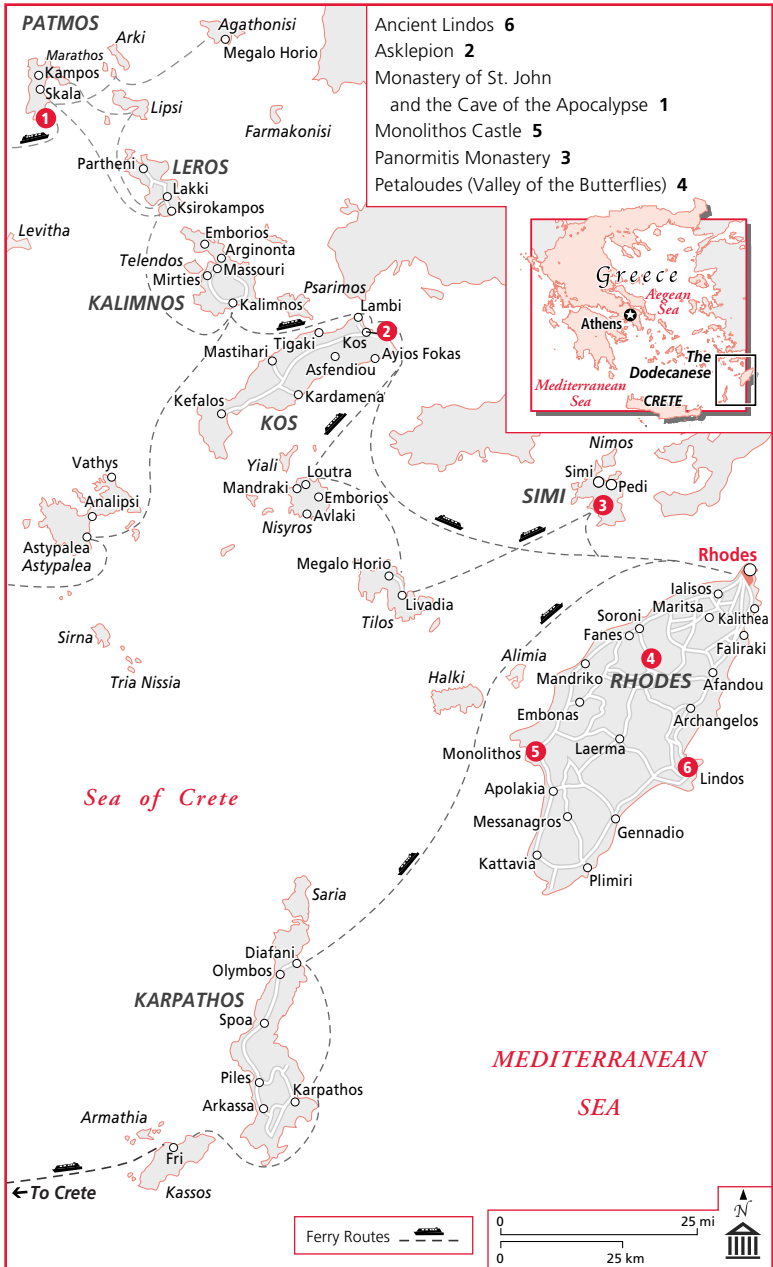 Ancient Lindos 6
Asklepion 2
Monastery of St. John
and the Cave of the Apocalypse 1
Monolithos Castle 5
Panormitis Monastery 3
Petaloudes (Valley of the Butterflies) 4
Greece
Aegean
Sea
Athens
The
Dodecanese
Mediterranean
Sea
CRETE
PATMOS
Marathos
Kampos
Skala
1
Arki
Agathonisi
Megalo Horio
Lipsi
Farmakonisi
Partheni
LEROS
Lakki
Ksirokampos
Levitha
Emborios
Arginonta
Telendos
Massouri
Mirties
KALIMNOS
Kalimnos
Psarimos
Lambi
Tigaki
Kos
2
Mastihari
Asfendiou
Ayios Fokas
Kefalos
Kardamena
KOS
Vathys
Analipsi
Astypalea
Astypalea
Yiali
Loutra
Mandraki
Emborios
Avlaki
Nisyros
Nimos
Simi
Pedi
SIMI
3
Megalo Horio
Livadia
Tilos
Sirna
Tria Nissia
Rhodes
Ialisos
Maritsa
Kalithea
Soroni
Fanes
Faliraki
4
Alimia
Mandriko
RHODES
Afandou
Halki
Embonas
Archangelos
Monolithos
5
Laerma
6
Lindos
Apolakia
Messanagros
Gennadio
Kattavia
Plimiri
Sea of Crete
Saria
Diafani
Olymbos
KARPATHOS
Spoa
Piles
Karpathos
Arkassa
Armathia
Fri
Kassos
←To Crete
MEDITERRANEAN
SEA
Ferry Routes
N
0 25 mi
0 25 km